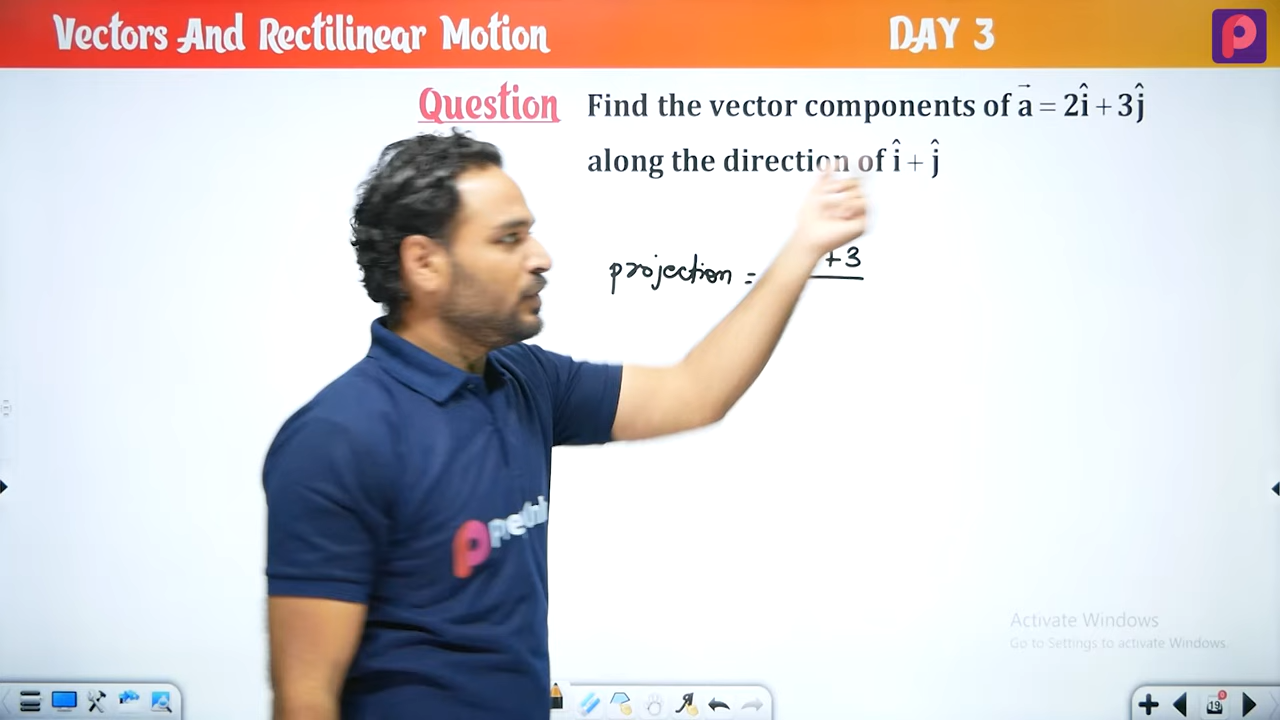 Vectors And Rectilinear Motion
DAY 3
Question
Find the vector components of a⃗ = 2î + 3ĵ
along the direction of î + ĵ
projection = +3
Activate Windows
Go to Settings to activate Windows.
19